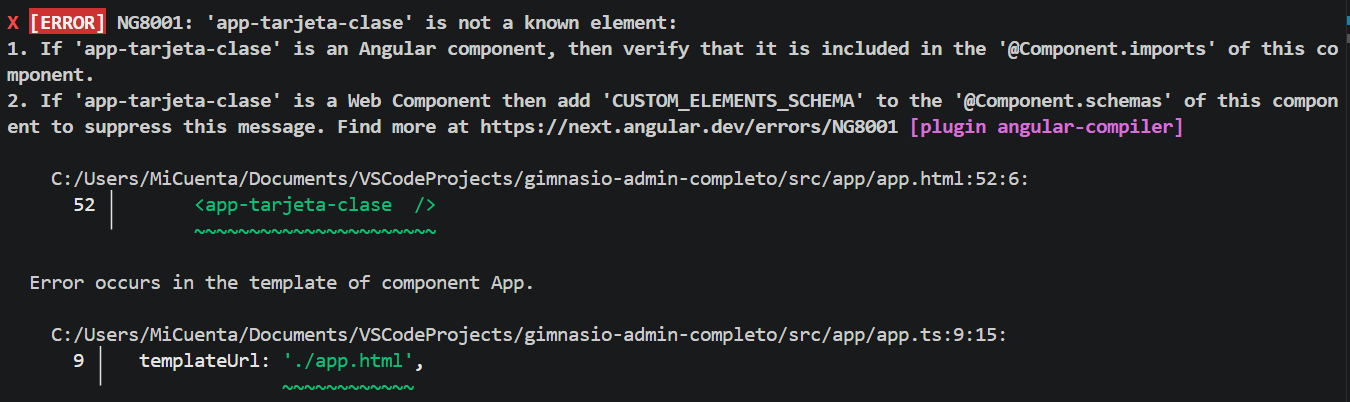 X [ERROR] NG8001: 'app-tarjeta-clase' is not a known element:
1. If 'app-tarjeta-clase' is an Angular component, then verify that it is included in the '@Component.imports' of this co
mponent.
2. If 'app-tarjeta-clase' is a Web Component then add 'CUSTOM_ELEMENTS_SCHEMA' to the '@Component.schemas' of this compon
ent to suppress this message. Find more at https://next.angular.dev/errors/NG8001 [plugin angular-compiler]
C:/Users/MiCuenta/Documents/VSCodeProjects/gimnasio-admin-completo/src/app/app.html:52:6:
52 │ <app-tarjeta-clase  />
~~~~~~~~~~~~~~~~~~~~~~
Error occurs in the template of component App.
C:/Users/MiCuenta/Documents/VSCodeProjects/gimnasio-admin-completo/src/app/app.ts:9:15:
9 │ templateUrl: './app.html',
~~~~~~~~~~~~